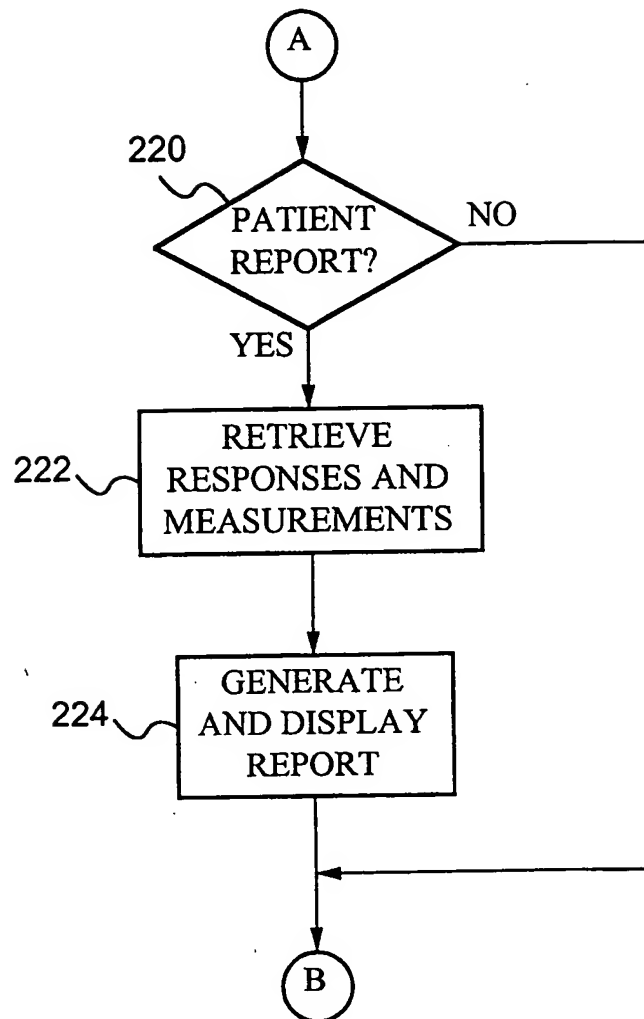 A
220
PATIENT
REPORT?
NO
YES
222
RETRIEVE
RESPONSES AND
MEASUREMENTS
224
GENERATE
AND DISPLAY
REPORT
B